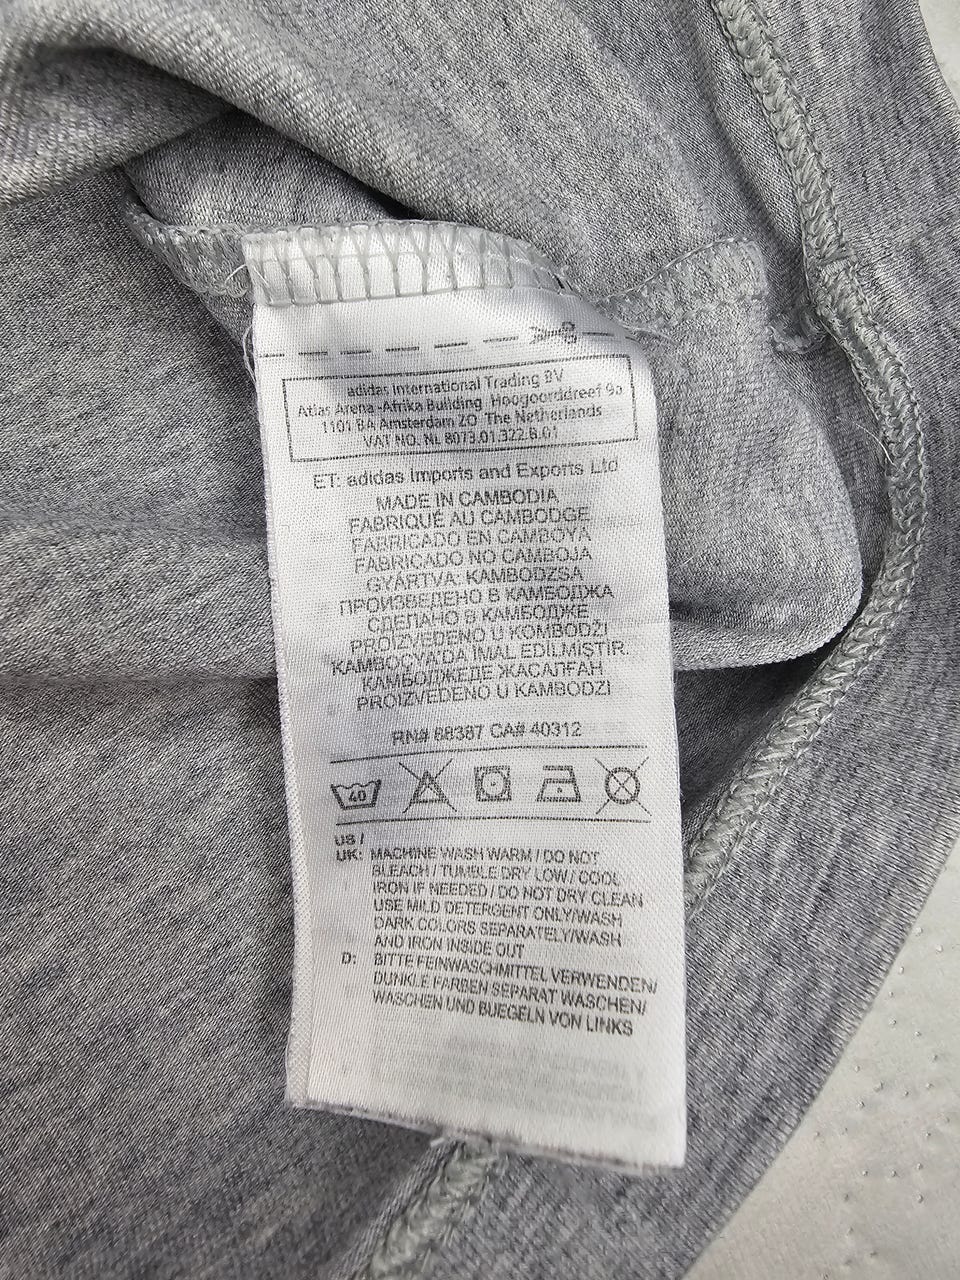 adidas International Trading BV
Atlas Arena -Afrika Building Hoogoorddreef 9a
1101 BA Amsterdam ZO The Netherlands
VAT NO. NL 8073.01.322.B.01
ET: adidas Imports and Exports Ltd
MADE IN CAMBODIA
FABRIQUÉ AU CAMBODGE
FABRICADO EN CAMBOYA
FABRICADO NO CAMBOJA
GYÁRTVA: KAMBODZSA
ПРОИЗВЕДЕНО В КАМБОДЖА
СДЕЛАНО В КАМБОДЖЕ
PROIZVEDENO U KOMBODŽI
KAMBOCYA'DA İMAL EDİLMİŞTİR.
КАМБОДЖЕДЕ ЖАСАЛҒАН
PROIZVEDENO U KAMBODZI
RN# 68387 CA# 40312
40
US /
UK: MACHINE WASH WARM / DO NOT
BLEACH / TUMBLE DRY LOW / COOL
IRON IF NEEDED / DO NOT DRY CLEAN
USE MILD DETERGENT ONLY/WASH
DARK COLORS SEPARATELY/WASH
AND IRON INSIDE OUT
D: BITTE FEINWASCHMITTEL VERWENDEN/
DUNKLE FARBEN SEPARAT WASCHEN/
WASCHEN UND BUEGELN VON LINKS